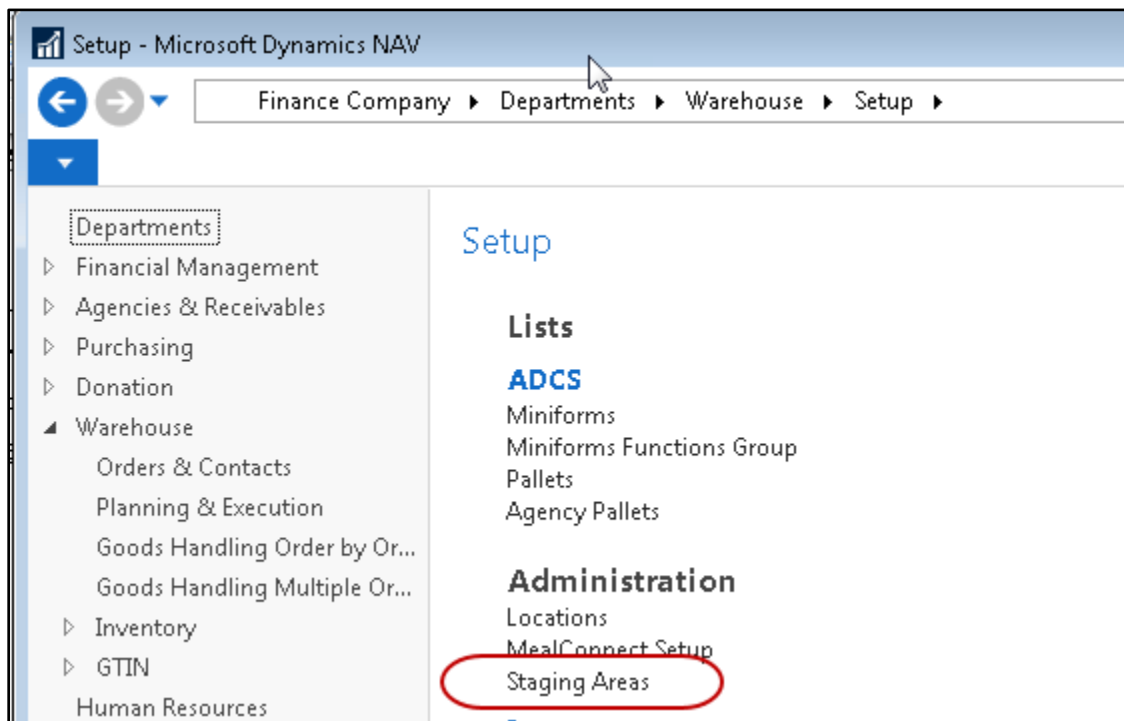 Setup - Microsoft Dynamics NAV
Finance Company ▸ Departments ▸ Warehouse ▸ Setup ▸
Departments
Financial Management
Agencies & Receivables
Purchasing
Donation
Warehouse
Orders & Contacts
Planning & Execution
Goods Handling Order by Or...
Goods Handling Multiple Or...
Inventory
GTIN
Human Resources
Setup
Lists
ADCS
Miniforms
Miniforms Functions Group
Pallets
Agency Pallets
Administration
Locations
MealConnect Setup
Staging Areas